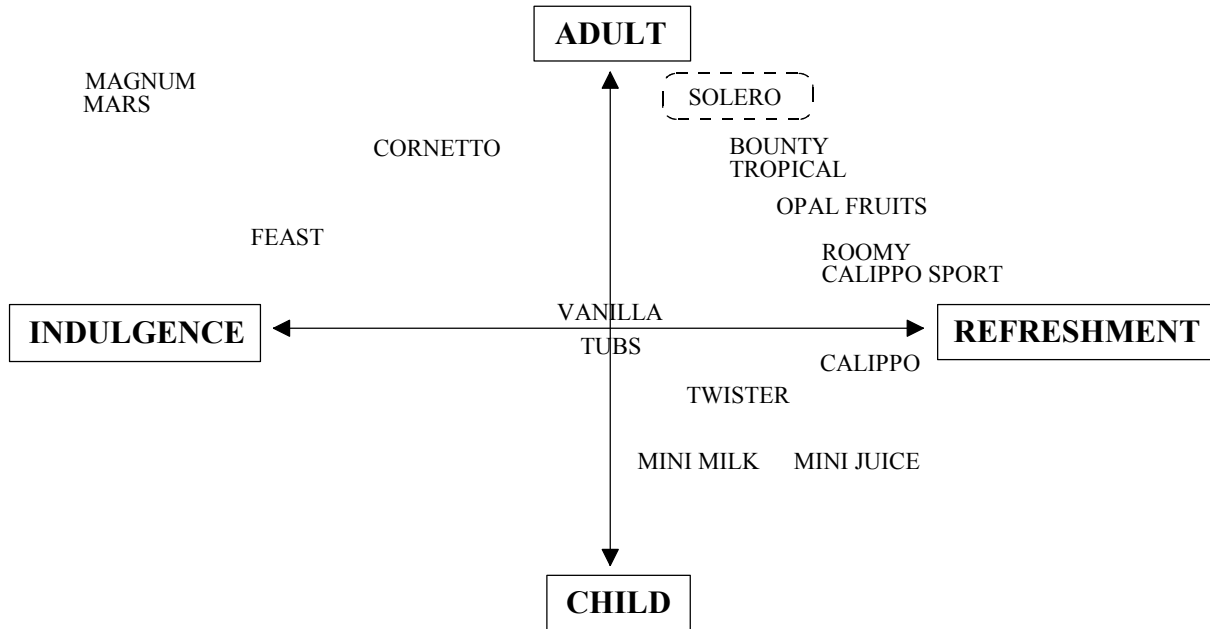 ADULT
MAGNUM
MARS
SOLERO
CORNETTO
BOUNTY
TROPICAL
OPAL FRUITS
FEAST
ROOMY
CALIPPO SPORT
INDULGENCE
VANILLA
TUBS
REFRESHMENT
CALIPPO
TWISTER
MINI MILK
MINI JUICE
CHILD